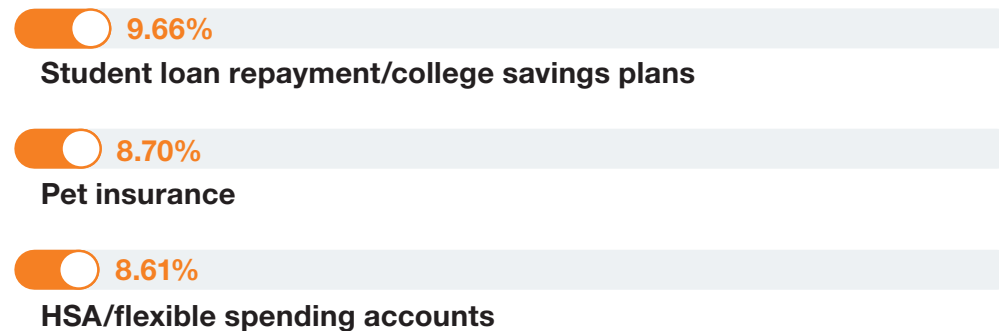 9.66%
Student loan repayment/college savings plans
8.70%
Pet insurance
8.61%
HSA/flexible spending accounts